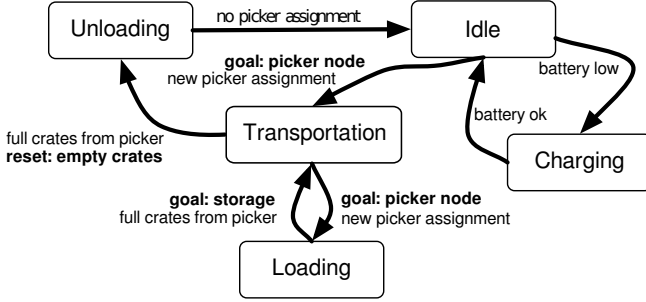 no picker assignment
Unloading
Idle
goal: picker node
new picker assignment
battery low
battery ok
full crates from picker
reset: empty crates
Transportation
Charging
goal: storage
full crates from picker
goal: picker node
new picker assignment
Loading